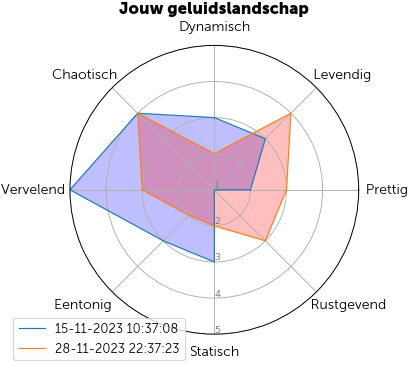 Jouw geluidslandschap
Dynamisch
Chaotisch
Levendig
Vervelend
Prettig
1
2
3
4
5
Eentonig
Rustgevend
Statisch
15-11-2023 10:37:08
28-11-2023 22:37:23